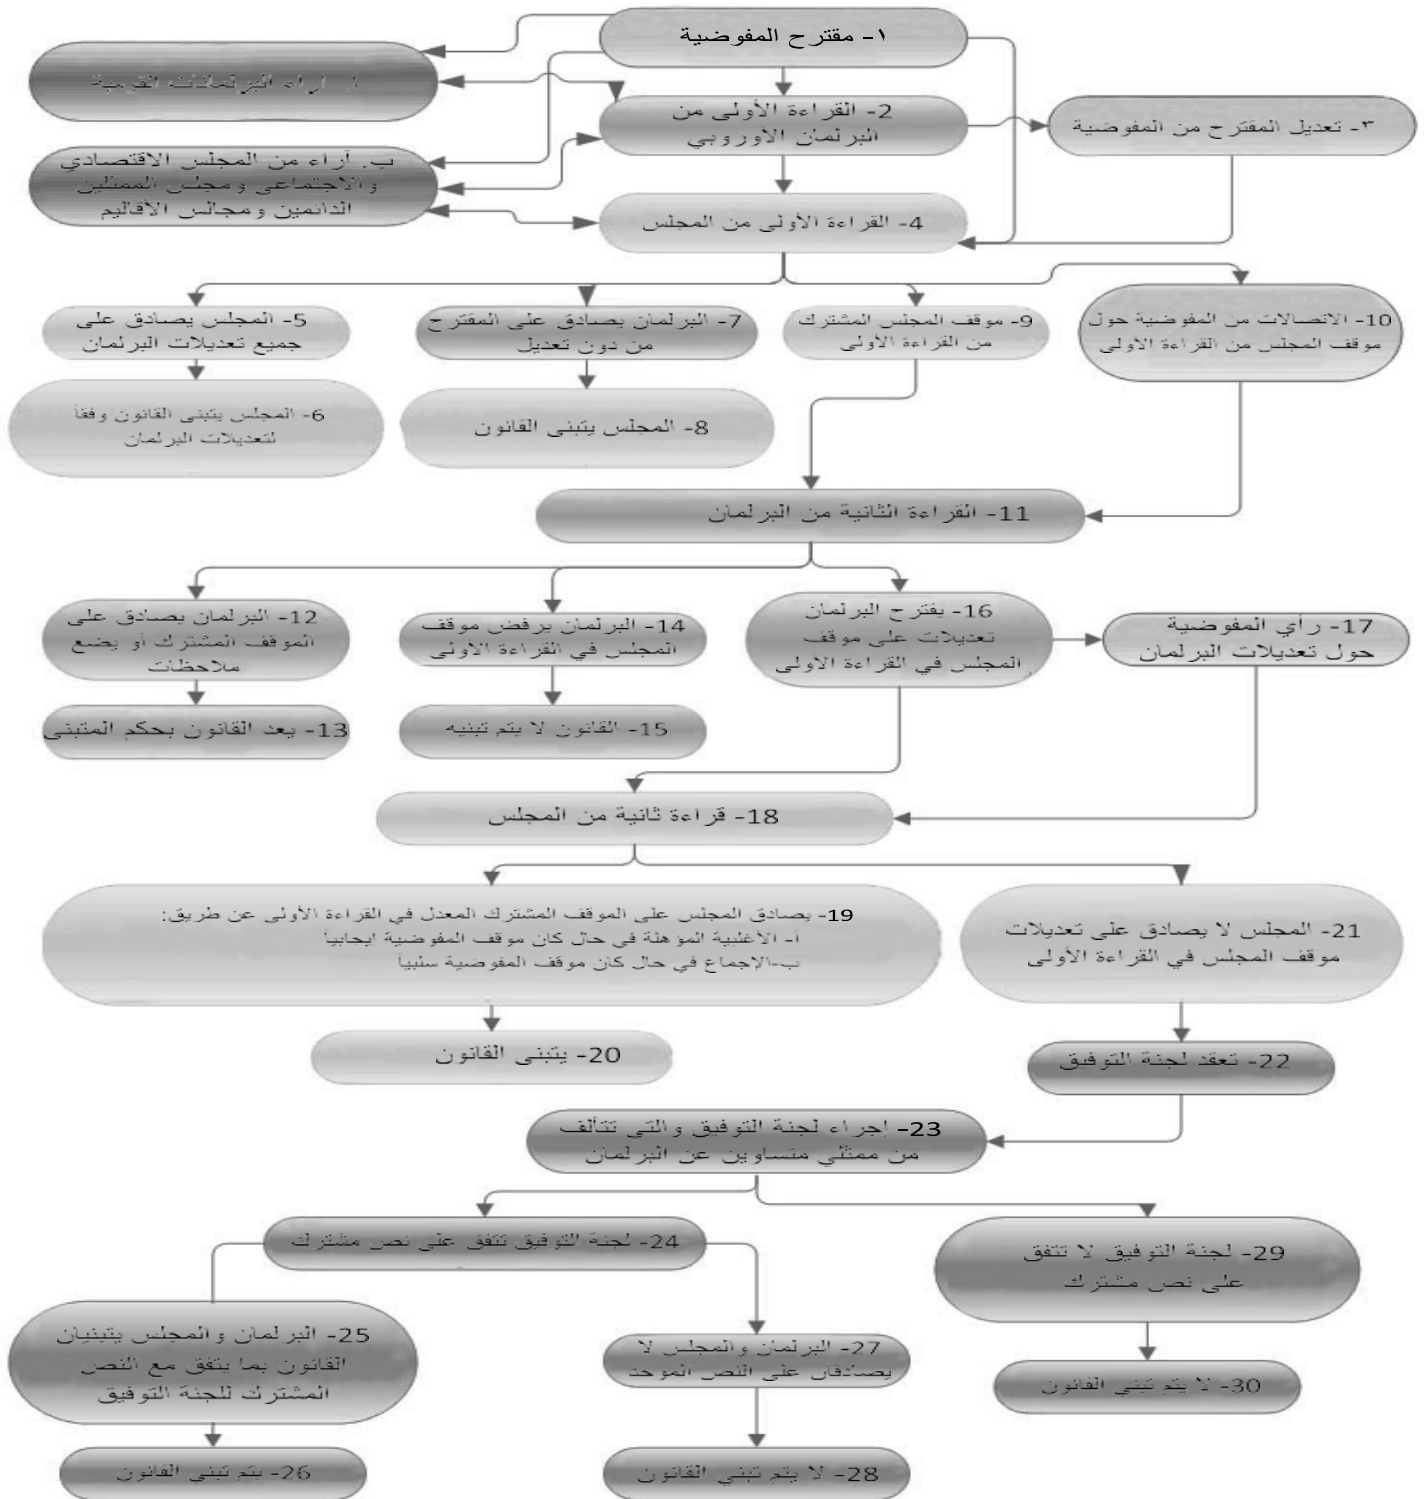 ١- مقترح المفوضية
أ. آراء البرلمانات القومية
2- القراءة الأولى من
البرلمان الأوروبي
٣- تعديل المقترح من المفوضية
ب. آراء من المجلس الاقتصادي
والاجتماعي ومجلس الممثلين
الدائمين ومجالس الأقاليم
4- القراءة الأولى من المجلس
5- المجلس يصادق على
جميع تعديلات البرلمان
7- البرلمان يصادق على المقترح
من دون تعديل
9- موقف المجلس المشترك
من القراءة الأولى
10- الاتصالات من المفوضية حول
موقف المجلس من القراءة الأولى
6- المجلس يتبنى القانون وفقاً
لتعديلات البرلمان
8- المجلس يتبنى القانون
11- القراءة الثانية من البرلمان
12- البرلمان يصادق على
الموقف المشترك أو يضع
ملاحظات
14- البرلمان يرفض موقف
المجلس في القراءة الأولى
16- يقترح البرلمان
تعديلات على موقف
المجلس في القراءة الأولى
17- رأي المفوضية
حول تعديلات البرلمان
13- يعد القانون بحكم المتبنى
15- القانون لا يتم تبنيه
18- قراءة ثانية من المجلس
19- يصادق المجلس على الموقف المشترك المعدل في القراءة الأولى عن طريق:
أ- الأغلبية المؤهلة في حال كان موقف المفوضية ايجابياً
ب-الإجماع في حال كان موقف المفوضية سلبياً
21- المجلس لا يصادق على تعديلات
موقف المجلس في القراءة الأولى
20- يتبنى القانون
22- تعقد لجنة التوفيق
23- إجراء لجنة التوفيق والتي تتألف
من ممثلي متساوين عن البرلمان
24- لجنة التوفيق تتفق على نص مشترك
29- لجنة التوفيق لا تتفق
على نص مشترك
25- البرلمان والمجلس يتبنيان
القانون بما يتفق مع النص
المشترك للجنة التوفيق
27- البرلمان والمجلس لا
يصادقان على النص الموحد
30- لا يتم تبني القانون
26- يتم تبني القانون
28- لا يتم تبني القانون